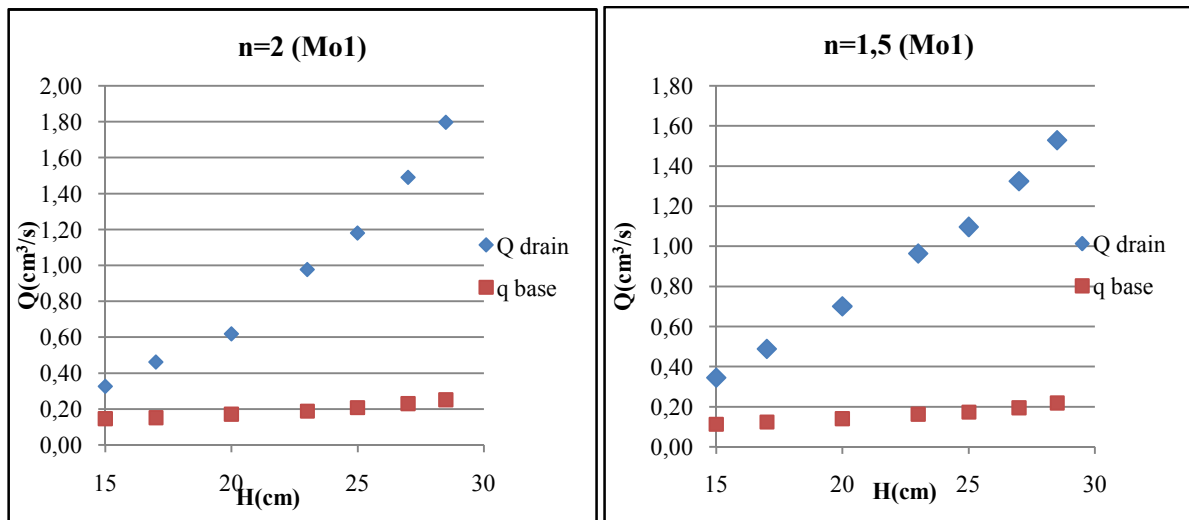 n=2 (Mo1)
2,00
1,80
1,60
1,40
1,20
1,00
0,80
0,60
0,40
0,20
0,00
15 20 25 30
Q(cm³/s)
H(cm)
Q drain
q base
n=1,5 (Mo1)
1,80
1,60
1,40
1,20
1,00
0,80
0,60
0,40
0,20
0,00
15 20 25 30
Q(cm³/s)
H(cm)
Q drain
q base